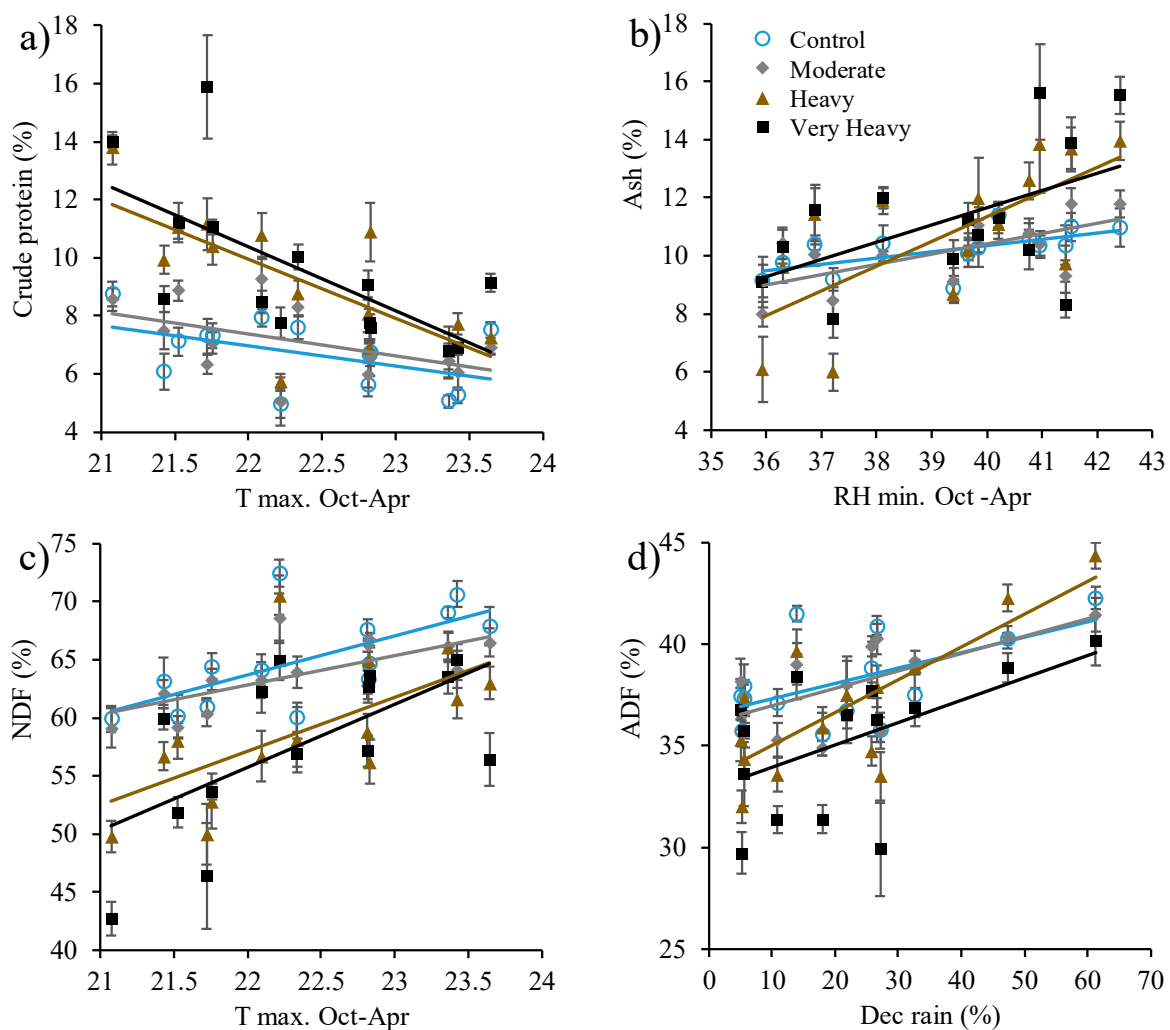 a)
18
16
14
12
10
8
6
4
Crude protein (%)
21 21.5 22 22.5 23 23.5 24
T max. Oct-Apr
b)
18
16
14
12
10
8
6
4
Ash (%)
Control
Moderate
Heavy
Very Heavy
35 36 37 38 39 40 41 42 43
RH min. Oct -Apr
c)
75
70
65
60
55
50
45
40
NDF (%)
21 21.5 22 22.5 23 23.5 24
T max. Oct-Apr
d)
45
40
35
30
25
ADF (%)
0 10 20 30 40 50 60 70
Dec rain (%)